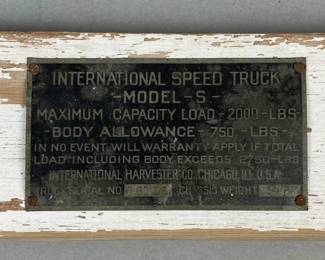 INTERNATIONAL SPEED TRUCK
-MODEL-S-
MAXIMUM CAPACITY LOAD-2000-LBS-
-BODY ALLOWANCE-750-LBS-
IN NO EVENT WILL WARRANTY APPLY IF TOTAL
LOAD INCLUDING BODY EXCEEDS 2750-LBS
INTERNATIONAL HARVESTER CO. CHICAGO, ILL. U.S.A.
TRUCK SERIAL NO. CHASSIS WEIGHT